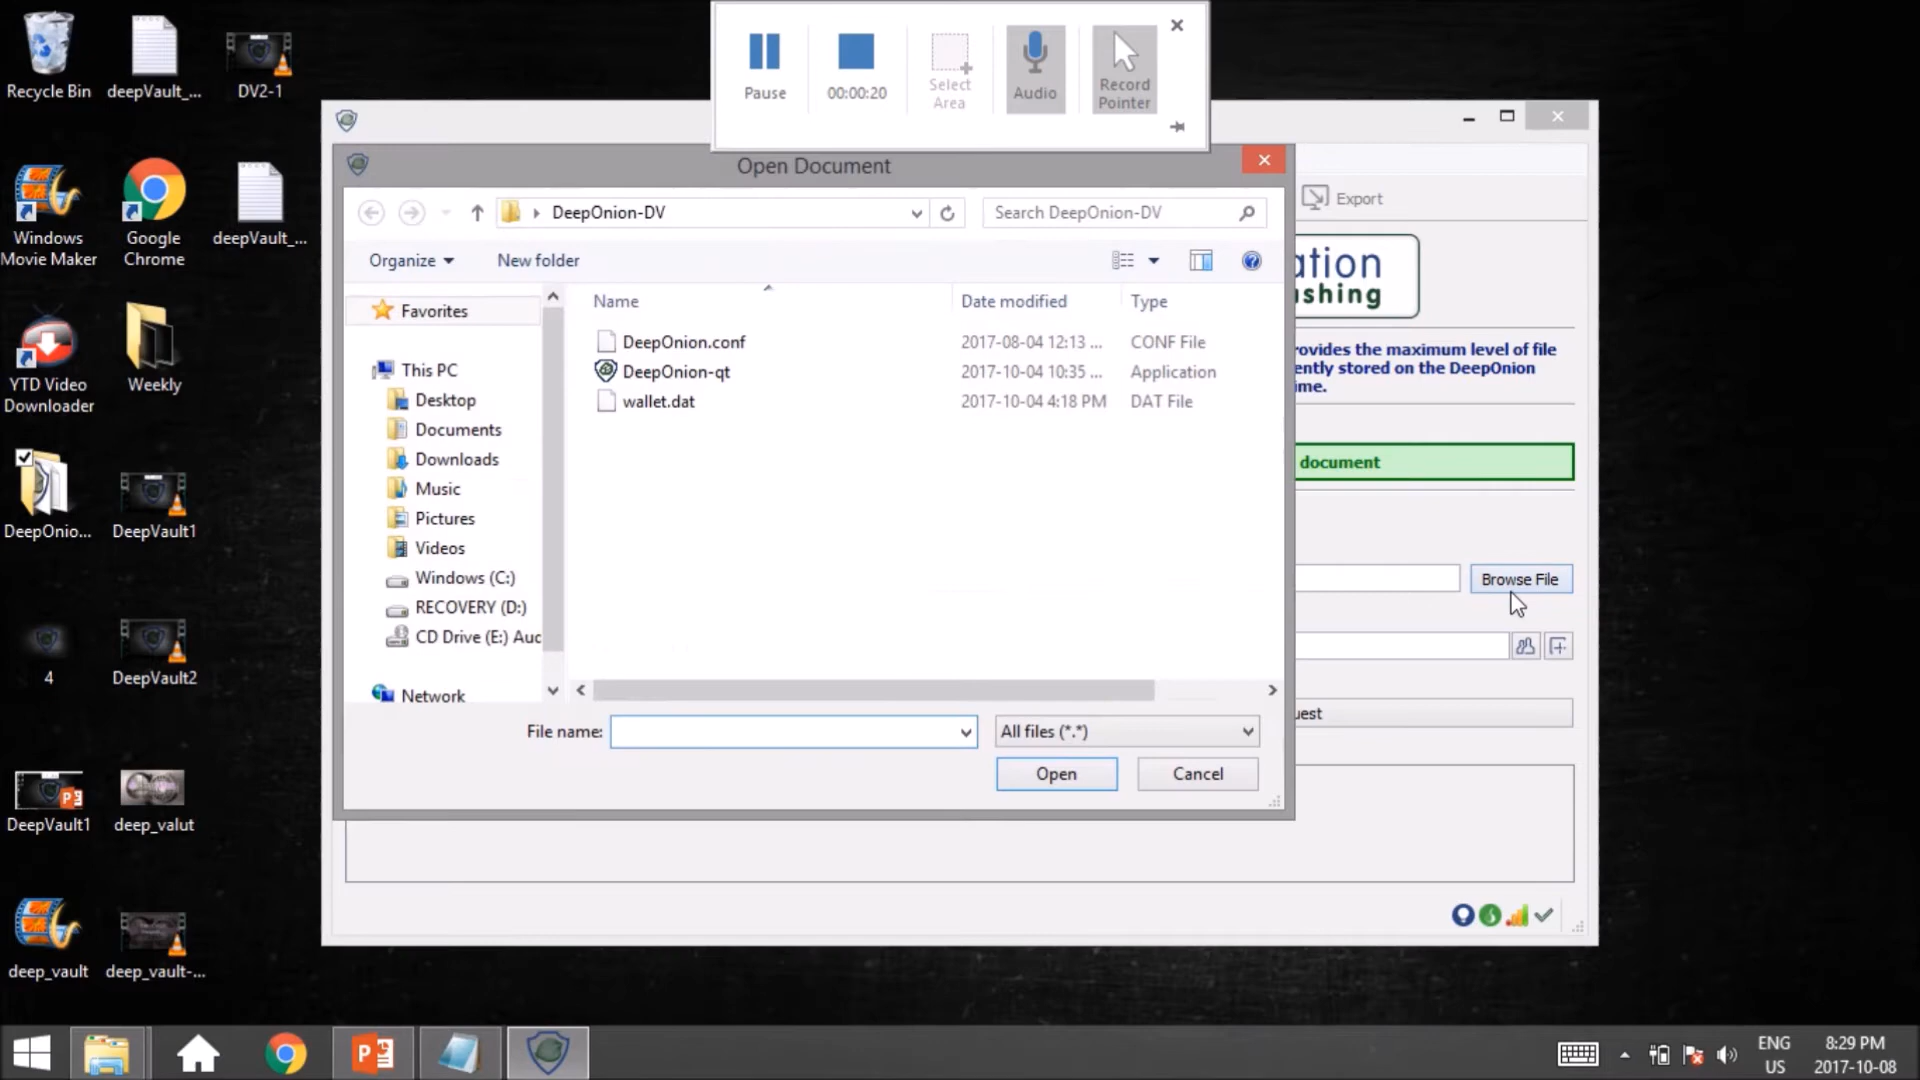 Recycle Bin
deepVault_...
DV2-1
Windows
Movie Maker
Google
Chrome
deepVault_...
YTD Video
Downloader
Weekly
DeepOnio...
DeepVault1
4
DeepVault2
DeepVault1
deep_valut
deep_vault
deep_vault-...
Pause
00:00:20
Select
Area
Audio
Record
Pointer
Open Document
DeepOnion-DV
Search DeepOnion-DV
Organize
New folder
Name
Date modified
Type
Favorites
This PC
Desktop
Documents
Downloads
Music
Pictures
Videos
Windows (C:)
RECOVERY (D:)
CD Drive (E:) Auc
Network
DeepOnion.conf
2017-08-04 12:13 ...
CONF File
DeepOnion-qt
2017-10-04 10:35 ...
Application
wallet.dat
2017-10-04 4:18 PM
DAT File
File name:
All files (*.*)
Open
Cancel
Export
ation
shing
rovides the maximum level of file
ently stored on the DeepOnion
ime.
document
Browse File
uest
ENG
US
8:29 PM
2017-10-08